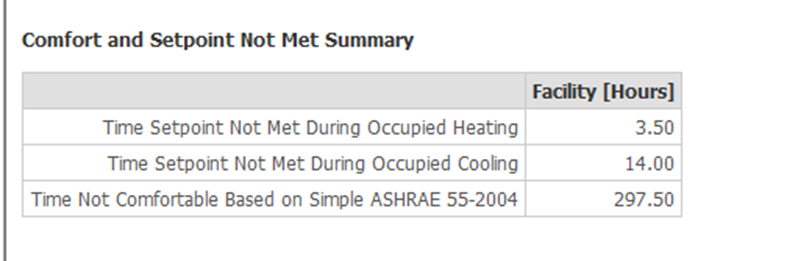 Comfort and Setpoint Not Met Summary
Facility [Hours]
Time Setpoint Not Met During Occupied Heating 3.50
Time Setpoint Not Met During Occupied Cooling 14.00
Time Not Comfortable Based on Simple ASHRAE 55-2004 297.50